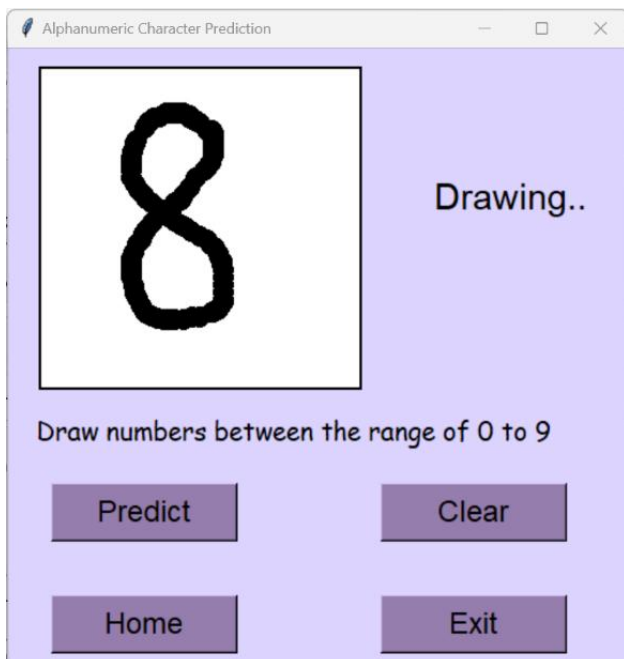 Alphanumeric Character Prediction
8
Drawing..
Draw numbers between the range of 0 to 9
Predict
Clear
Home
Exit